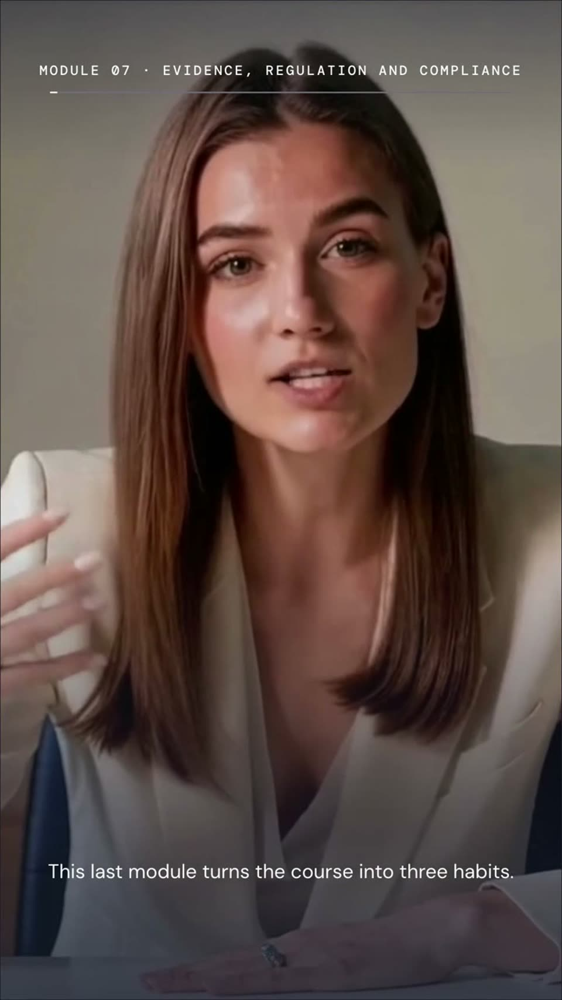 MODULE 07 · EVIDENCE, REGULATION AND COMPLIANCE
This last module turns the course into three habits.